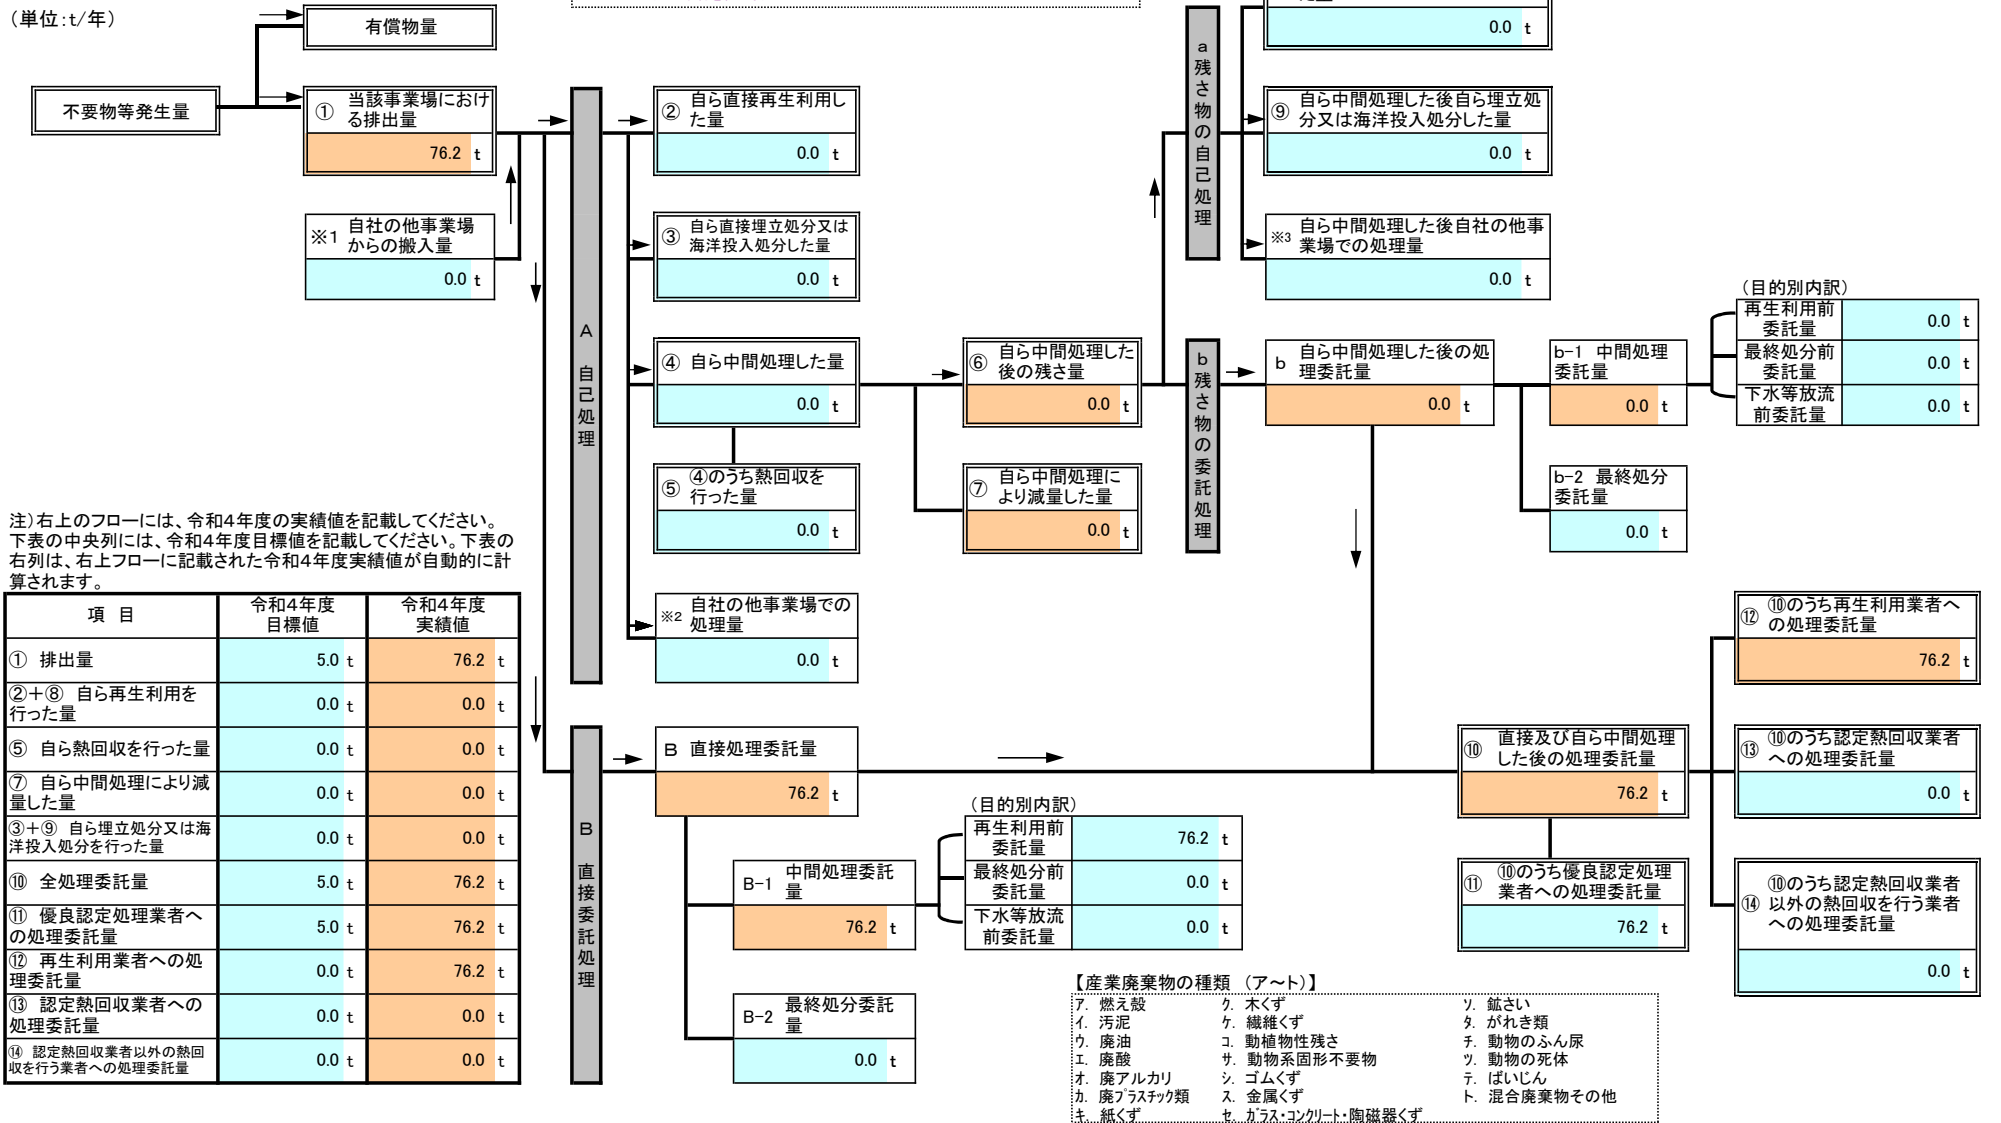 （単位：t/年）
有償物量
不要物等発生量
① 当該事業場におけ
る排出量
76.2 t
※1 自社の他事業場
からの搬入量
0.0 t
A 自己処理
② 自ら直接再生利用し
た量
0.0 t
③ 自ら直接埋立処分又は
海洋投入処分した量
0.0 t
④ 自ら中間処理した量
0.0 t
⑤ ④のうち熱回収を
行った量
0.0 t
※2 自社の他事業場での
処理量
0.0 t
⑥ 自ら中間処理した
後の残さ量
0.0 t
⑦ 自ら中間処理に
より減量した量
0.0 t
a 残さ物の自己処理
0.0 t
⑨ 自ら中間処理した後自ら埋立処
分又は海洋投入処分した量
0.0 t
※3 自ら中間処理した後自社の他事
業場での処理量
0.0 t
b 残さ物の委託処理
b 自ら中間処理した後の処
理委託量
0.0 t
b-1 中間処理
委託量
0.0 t
b-2 最終処分
委託量
0.0 t
（目的別内訳）
再生利用前
委託量 0.0 t
最終処分前
委託量 0.0 t
下水等放流
前委託量 0.0 t
注）右上のフローには、令和4年度の実績値を記載してください。
下表の中央列には、令和4年度目標値を記載してください。下表の
右列は、右上フローに記載された令和4年度実績値が自動的に計
算されます。
項 目 令和4年度
目標値 令和4年度
実績値
① 排出量 5.0 t 76.2 t
②＋⑧ 自ら再生利用を
行った量 0.0 t 0.0 t
⑤ 自ら熱回収を行った量 0.0 t 0.0 t
⑦ 自ら中間処理により減
量した量 0.0 t 0.0 t
③＋⑨ 自ら埋立処分又は海
洋投入処分を行った量 0.0 t 0.0 t
⑩ 全処理委託量 5.0 t 76.2 t
⑪ 優良認定処理業者へ
の処理委託量 5.0 t 76.2 t
⑫ 再生利用業者への処
理委託量 0.0 t 76.2 t
⑬ 認定熱回収業者への
処理委託量 0.0 t 0.0 t
⑭ 認定熱回収業者以外の熱回
収を行う業者への処理委託量 0.0 t 0.0 t
B 直接委託処理
B 直接処理委託量
76.2 t
B-1 中間処理委託
量
76.2 t
B-2 最終処分委託
量
0.0 t
（目的別内訳）
再生利用前
委託量 76.2 t
最終処分前
委託量 0.0 t
下水等放流
前委託量 0.0 t
⑩ 直接及び自ら中間処理
した後の処理委託量
76.2 t
⑪ ⑩のうち優良認定処理
業者への処理委託量
76.2 t
⑫ ⑩のうち再生利用業者へ
の処理委託量
76.2 t
⑬ ⑩のうち認定熱回収業者
への処理委託量
0.0 t
⑭ ⑩のうち認定熱回収業者
以外の熱回収を行う業者
への処理委託量
0.0 t
【産業廃棄物の種類 （ア～ト）】
ア. 燃え殻 ク. 木くず ソ. 鉱さい
イ. 汚泥 ケ. 繊維くず タ. がれき類
ウ. 廃油 コ. 動植物性残さ チ. 動物のふん尿
エ. 廃酸 サ. 動物系固形不要物 ツ. 動物の死体
オ. 廃アルカリ シ. ゴムくず テ. ばいじん
カ. 廃プラスチック類 ス. 金属くず ト. 混合廃棄物その他
キ. 紙くず セ. ガラス・コンクリート・陶磁器くず